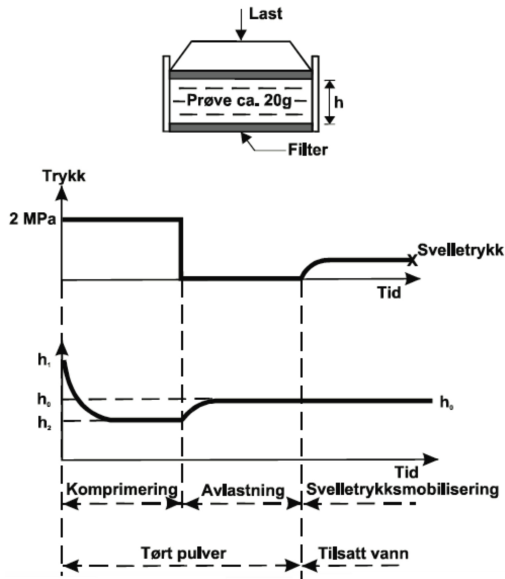 Last
Prøve ca. 20g
h
Filter
Trykk
2 MPa
Svelletrykk
Tid
h₁
h₀
h₂
h₀
Tid
Komprimering
Avlastning
Svelletrykksmobilisering
Tørt pulver
Tilsatt vann